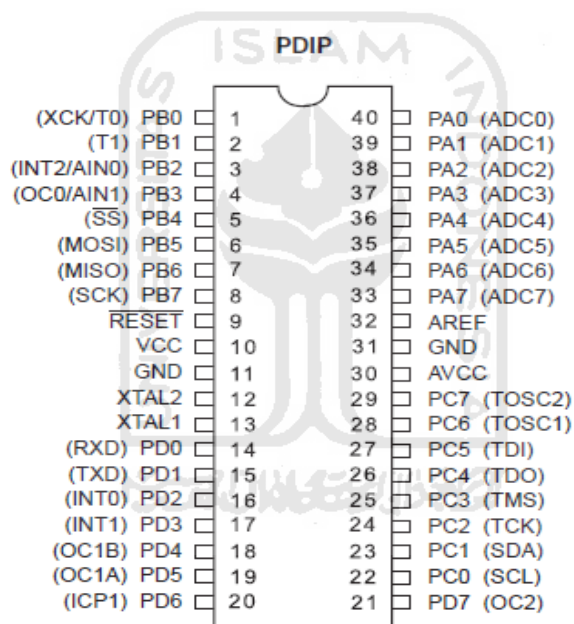 ISLAM
PDIP
(XCK/T0) PB0 1 40 PA0 (ADC0)
(T1) PB1 2 39 PA1 (ADC1)
(INT2/AIN0) PB2 3 38 PA2 (ADC2)
(OC0/AIN1) PB3 4 37 PA3 (ADC3)
(SS) PB4 5 36 PA4 (ADC4)
(MOSI) PB5 6 35 PA5 (ADC5)
(MISO) PB6 7 34 PA6 (ADC6)
(SCK) PB7 8 33 PA7 (ADC7)
RESET 9 32 AREF
VCC 10 31 GND
GND 11 30 AVCC
XTAL2 12 29 PC7 (TOSC2)
XTAL1 13 28 PC6 (TOSC1)
(RXD) PD0 14 27 PC5 (TDI)
(TXD) PD1 15 26 PC4 (TDO)
(INT0) PD2 16 25 PC3 (TMS)
(INT1) PD3 17 24 PC2 (TCK)
(OC1B) PD4 18 23 PC1 (SDA)
(OC1A) PD5 19 22 PC0 (SCL)
(ICP1) PD6 20 21 PD7 (OC2)